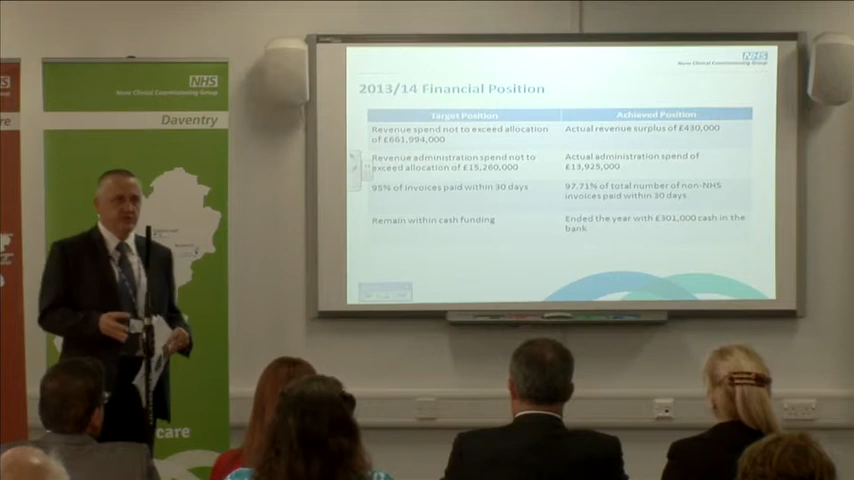 NHS
Nene Clinical Commissioning Group
Daventry
care
NHS
Nene Clinical Commissioning Group
2013/14 Financial Position
Target Position
Achieved Position
Revenue spend not to exceed allocation
of £661,994,000
Actual revenue surplus of £430,000
Revenue administration spend not to
exceed allocation of £15,260,000
Actual administration spend of
£13,925,000
95% of invoices paid within 30 days
97.71% of total number of non-NHS
invoices paid within 30 days
Remain within cash funding
Ended the year with £301,000 cash in the
bank